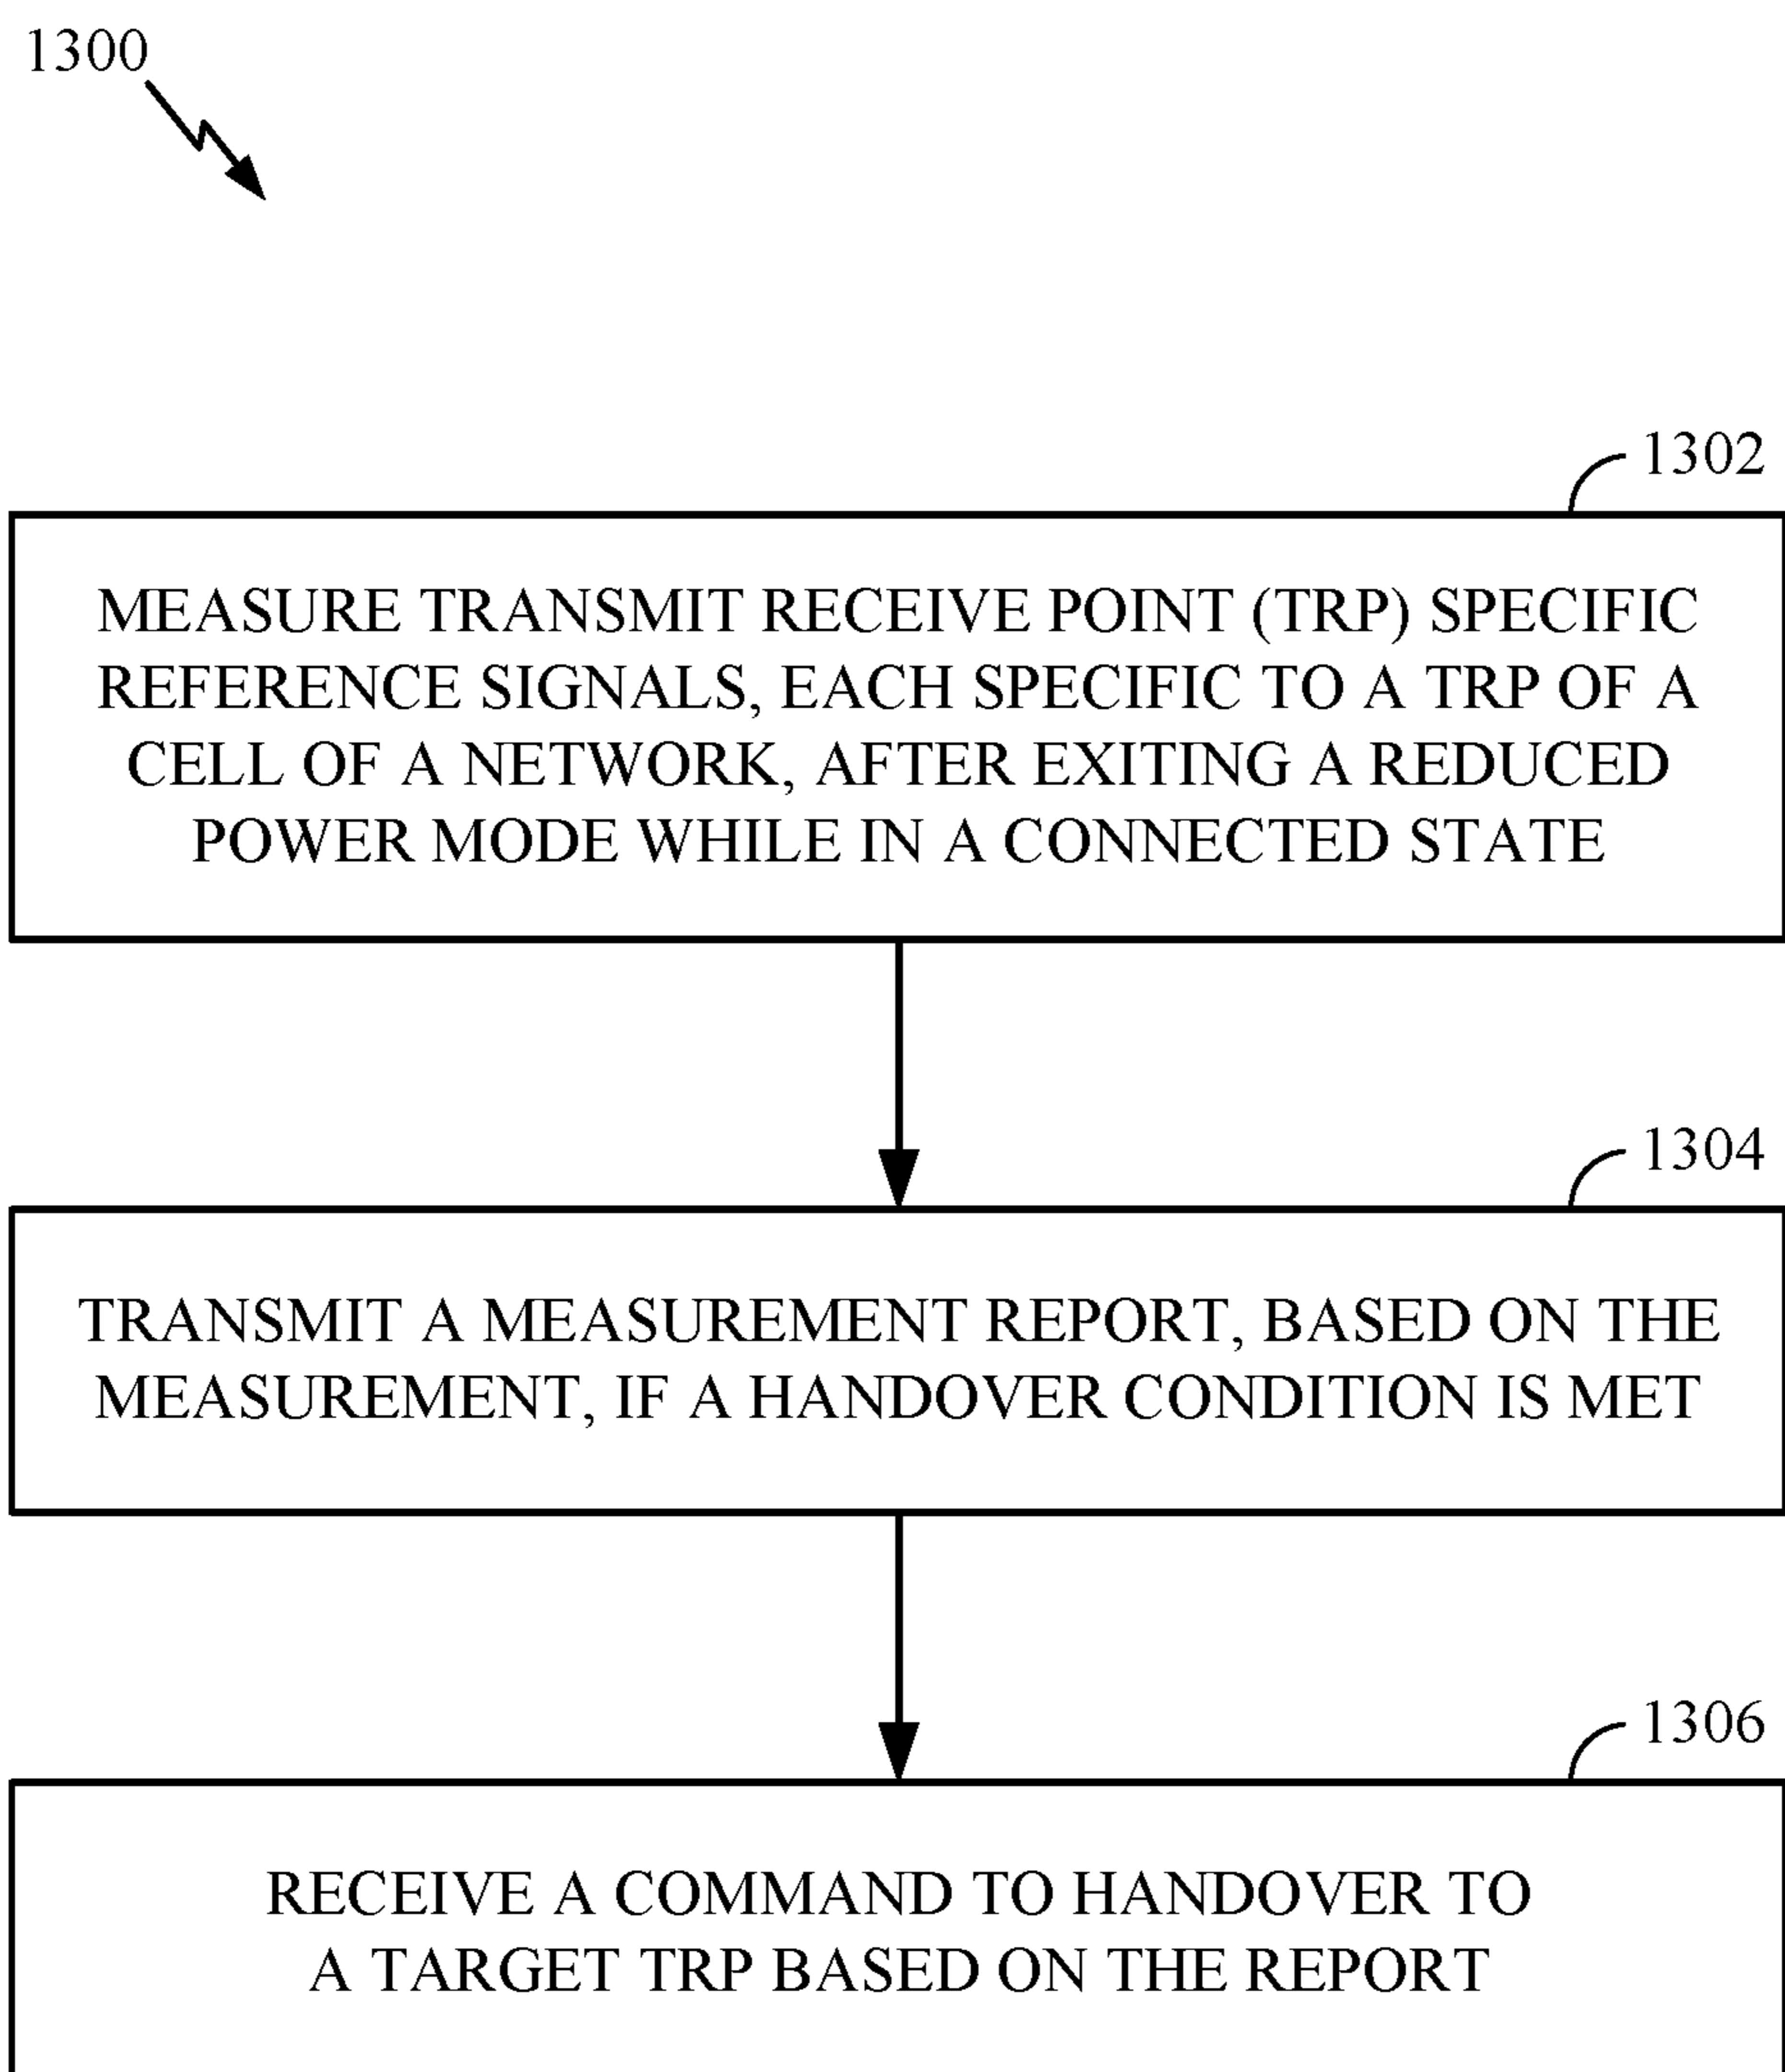 1300
1302
MEASURE TRANSMIT RECEIVE POINT (TRP) SPECIFIC
REFERENCE SIGNALS, EACH SPECIFIC TO A TRP OF A
CELL OF A NETWORK, AFTER EXITING A REDUCED
POWER MODE WHILE IN A CONNECTED STATE
1304
TRANSMIT A MEASUREMENT REPORT, BASED ON THE
MEASUREMENT, IF A HANDOVER CONDITION IS MET
1306
RECEIVE A COMMAND TO HANDOVER TO
A TARGET TRP BASED ON THE REPORT